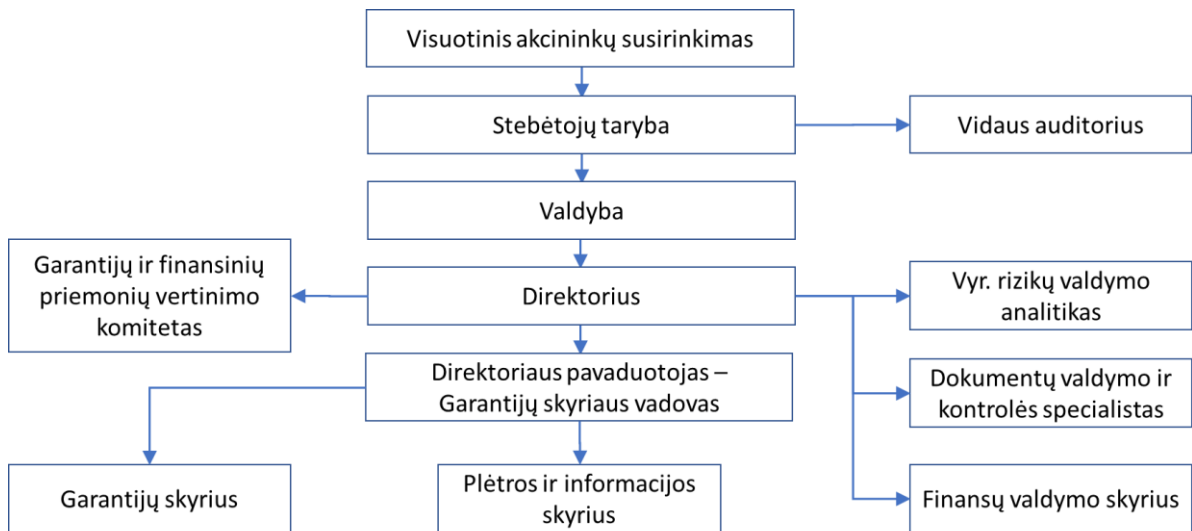 Visuotinis akcininkų susirinkimas
Stebėtojų taryba
Vidaus auditorius
Valdyba
Garantijų ir finansinių
priemonių vertinimo
komitetas
Direktorius
Vyr. rizikų valdymo
analitikas
Direktoriaus pavaduotojas –
Garantijų skyriaus vadovas
Dokumentų valdymo ir
kontrolės specialistas
Garantijų skyrius
Plėtros ir informacijos
skyrius
Finansų valdymo skyrius